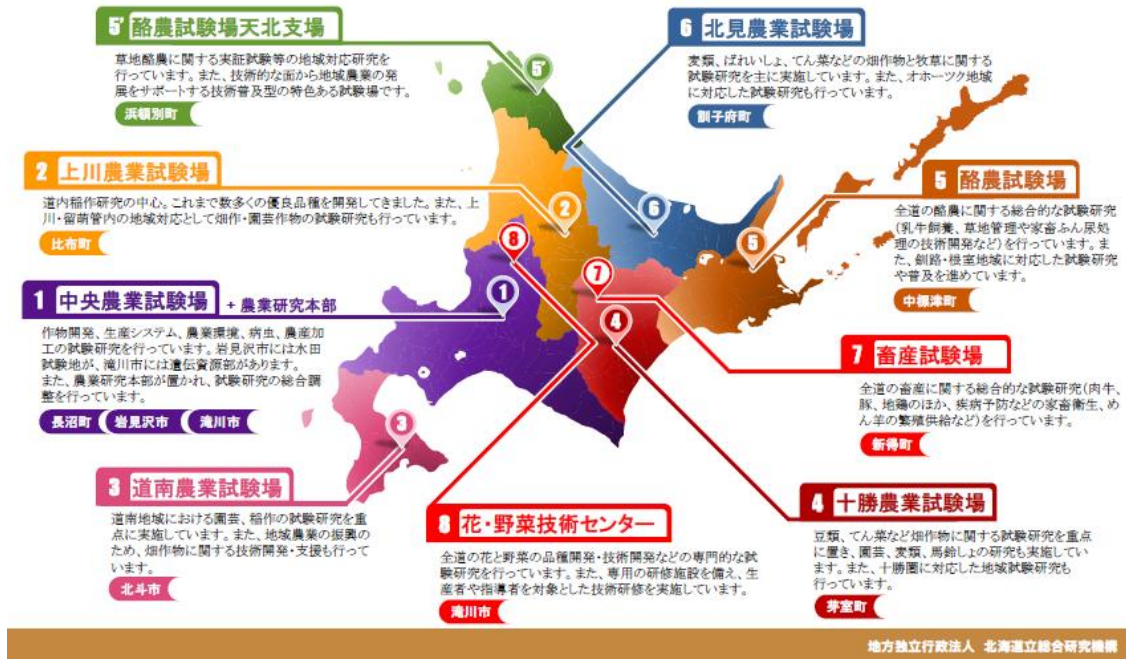 5' 酪農試験場天北支場
草地酪農に関する実証試験等の地域対応研究を
行っています。また、技術的な面から地域農業の発
展をサポートする技術普及型の特色ある試験場です。
浜頓別町
5'
6 北見農業試験場
麦類、ばれいしょ、てん菜などの畑作物と牧草に関する
試験研究を主に実施しています。また、オホーツク地域
に対応した試験研究も行っています。
訓子府町
2 上川農業試験場
道内稲作研究の中心。これまで数多くの優良品種を開発してきました。また、上
川・留萌管内の地域対応として畑作・園芸作物の試験研究も行っています。
比布町
2
6
8
5
7
5 酪農試験場
全道の酪農に関する総合的な試験研究
(乳牛飼養、草地管理や家畜ふん尿処
理の技術開発など)を行っています。ま
た、釧路・根室地域に対応した試験研究
や普及を進めています。
中標津町
1 中央農業試験場 + 農業研究本部
作物開発、生産システム、農業環境、病虫、農産加
工の試験研究を行っています。岩見沢市には水田
試験地が、滝川市には遺伝資源部があります。
また、農業研究本部が置かれ、試験研究の総合調
整を行っています。
長沼町 岩見沢市 滝川市
1
4
7 畜産試験場
全道の畜産に関する総合的な試験研究(肉牛、
豚、地鶏のほか、疾病予防などの家畜衛生、め
ん羊の繁殖供給など)を行っています。
新得町
3
3 道南農業試験場
道南地域における園芸、稲作の試験研究を重
点に実施しています。また、地域農業の振興の
ため、畑作物に関する技術開発・支援も行って
います。
北斗市
8 花・野菜技術センター
全道の花と野菜の品種開発・技術開発などの専門的な試
験研究を行っています。また、専用の研修施設を備え、生
産者や指導者を対象とした技術研修を実施しています。
滝川市
4 十勝農業試験場
豆類、てん菜など畑作物に関する試験研究を重点
に置き、園芸、麦類、馬鈴しょの研究も実施してい
ます。また、十勝圏に対応した地域試験研究も
行っています。
芽室町
地方独立行政法人 北海道立総合研究機構